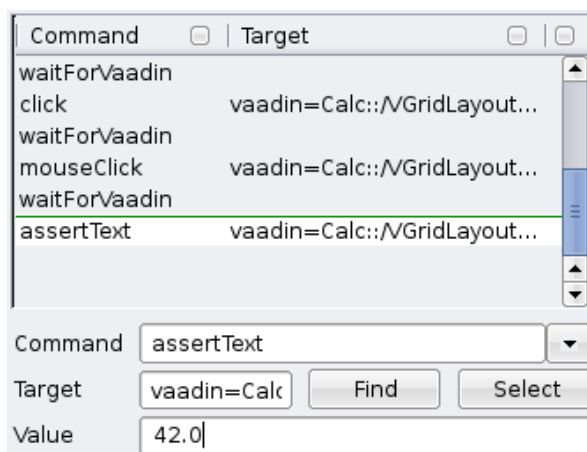 Command Target
waitForVaadin
click vaadin=Calc::/VGridLayout...
waitForVaadin
mouseClick vaadin=Calc::/VGridLayout...
waitForVaadin
assertText vaadin=Calc::/VGridLayout...
Command assertText
Target vaadin=Calc Find Select
Value 42.0